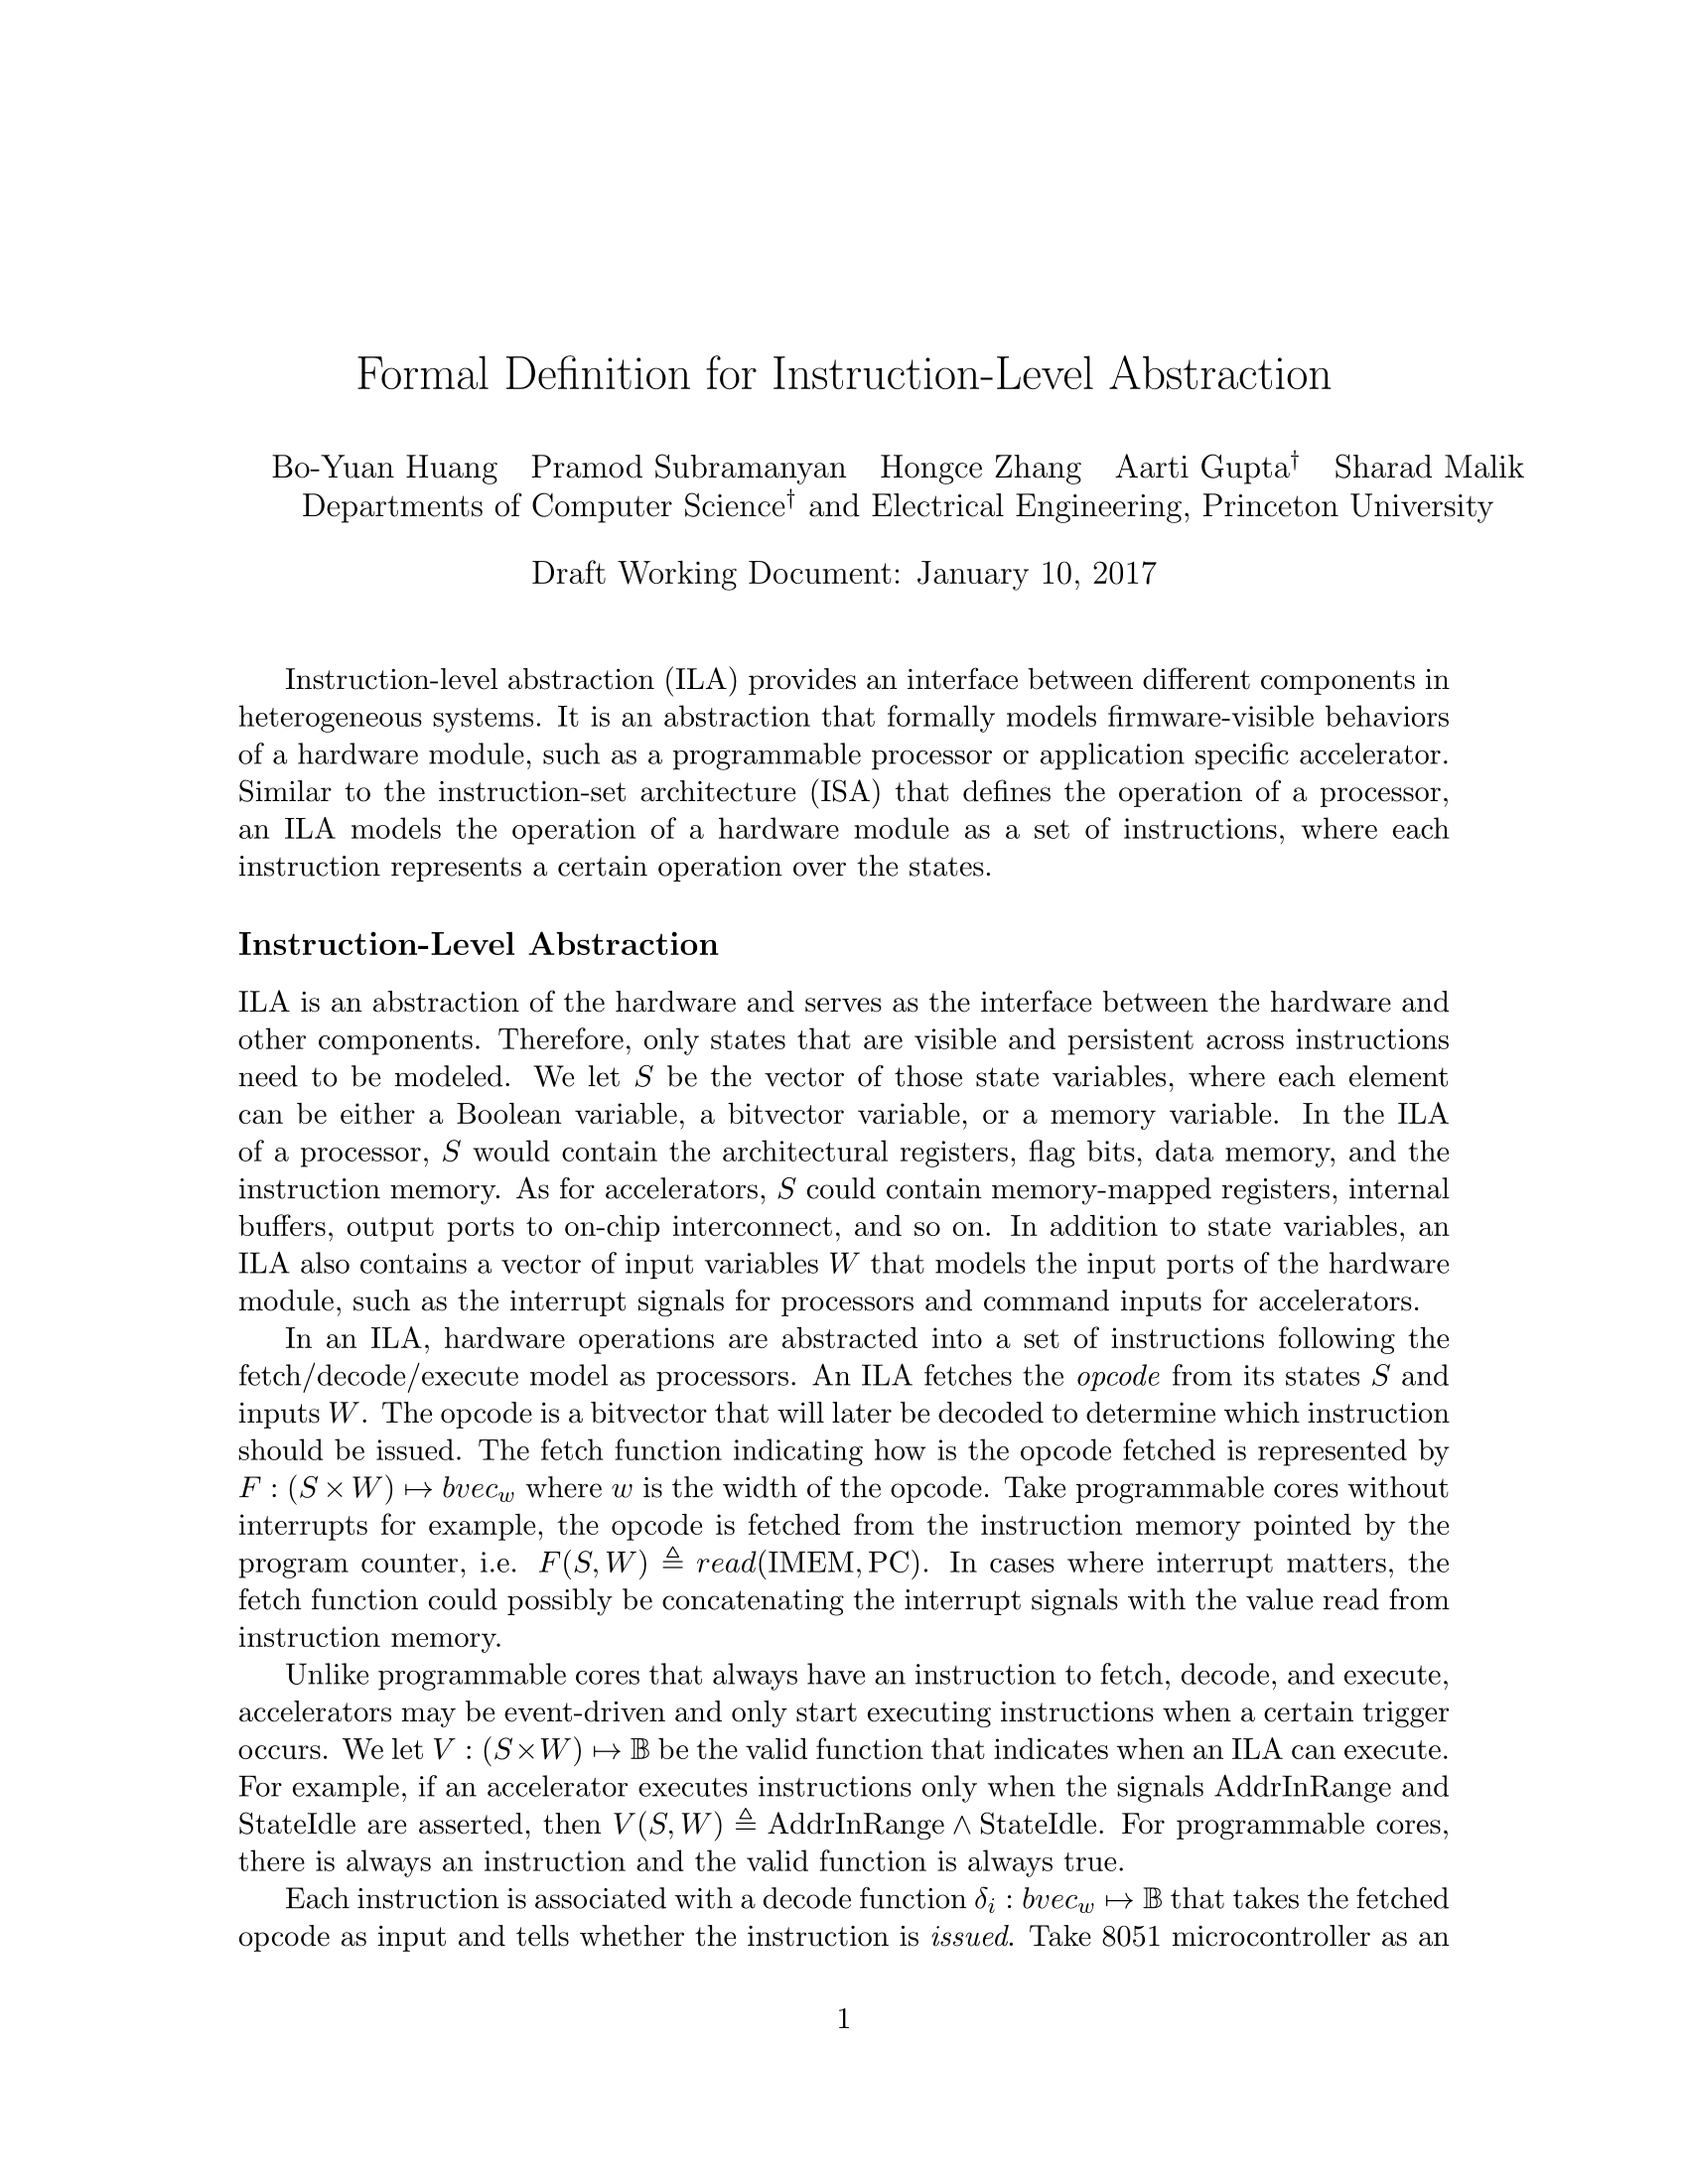 Formal Definition for Instruction-Level Abstraction
Bo-Yuan Huang Pramod Subramanyan Hongce Zhang Aarti Gupta† Sharad Malik
Departments of Computer Science† and Electrical Engineering, Princeton University
Draft Working Document: January 10, 2017
Instruction-level abstraction (ILA) provides an interface between different components in
heterogeneous systems. It is an abstraction that formally models firmware-visible behaviors
of a hardware module, such as a programmable processor or application specific accelerator.
Similar to the instruction-set architecture (ISA) that defines the operation of a processor,
an ILA models the operation of a hardware module as a set of instructions, where each
instruction represents a certain operation over the states.
Instruction-Level Abstraction
ILA is an abstraction of the hardware and serves as the interface between the hardware and
other components. Therefore, only states that are visible and persistent across instructions
need to be modeled. We let S be the vector of those state variables, where each element
can be either a Boolean variable, a bitvector variable, or a memory variable. In the ILA
of a processor, S would contain the architectural registers, flag bits, data memory, and the
instruction memory. As for accelerators, S could contain memory-mapped registers, internal
buffers, output ports to on-chip interconnect, and so on. In addition to state variables, an
ILA also contains a vector of input variables W that models the input ports of the hardware
module, such as the interrupt signals for processors and command inputs for accelerators.
In an ILA, hardware operations are abstracted into a set of instructions following the
fetch/decode/execute model as processors. An ILA fetches the opcode from its states S and
inputs W. The opcode is a bitvector that will later be decoded to determine which instruction
should be issued. The fetch function indicating how is the opcode fetched is represented by
F : (S × W) ↦ bvec_w where w is the width of the opcode. Take programmable cores without
interrupts for example, the opcode is fetched from the instruction memory pointed by the
program counter, i.e. F(S, W) ≜ read(IMEM, PC). In cases where interrupt matters, the
fetch function could possibly be concatenating the interrupt signals with the value read from
instruction memory.
Unlike programmable cores that always have an instruction to fetch, decode, and execute,
accelerators may be event-driven and only start executing instructions when a certain trigger
occurs. We let V : (S×W) ↦ 𝔹 be the valid function that indicates when an ILA can execute.
For example, if an accelerator executes instructions only when the signals AddrInRange and
StateIdle are asserted, then V(S, W) ≜ AddrInRange ∧ StateIdle. For programmable cores,
there is always an instruction and the valid function is always true.
Each instruction is associated with a decode function δ_i : bvec_w ↦ 𝔹 that takes the fetched
opcode as input and tells whether the instruction is issued. Take 8051 microcontroller as an
1